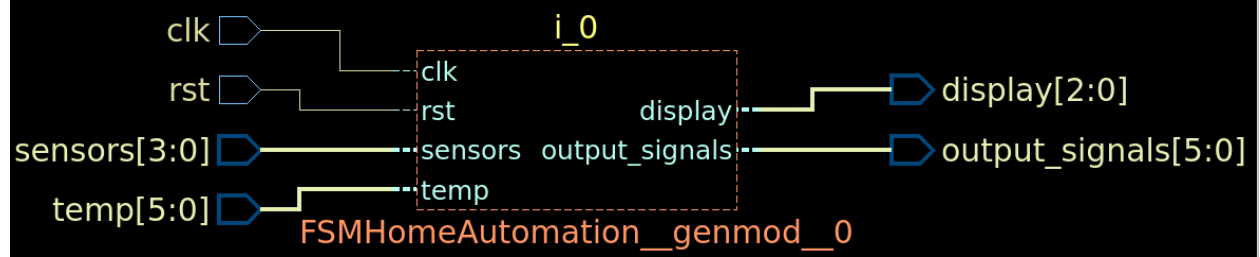 i_0
clk
clk
rst
rst
display
display[2:0]
sensors[3:0]
sensors
output_signals
output_signals[5:0]
temp[5:0]
temp
FSMHomeAutomation__genmod__0